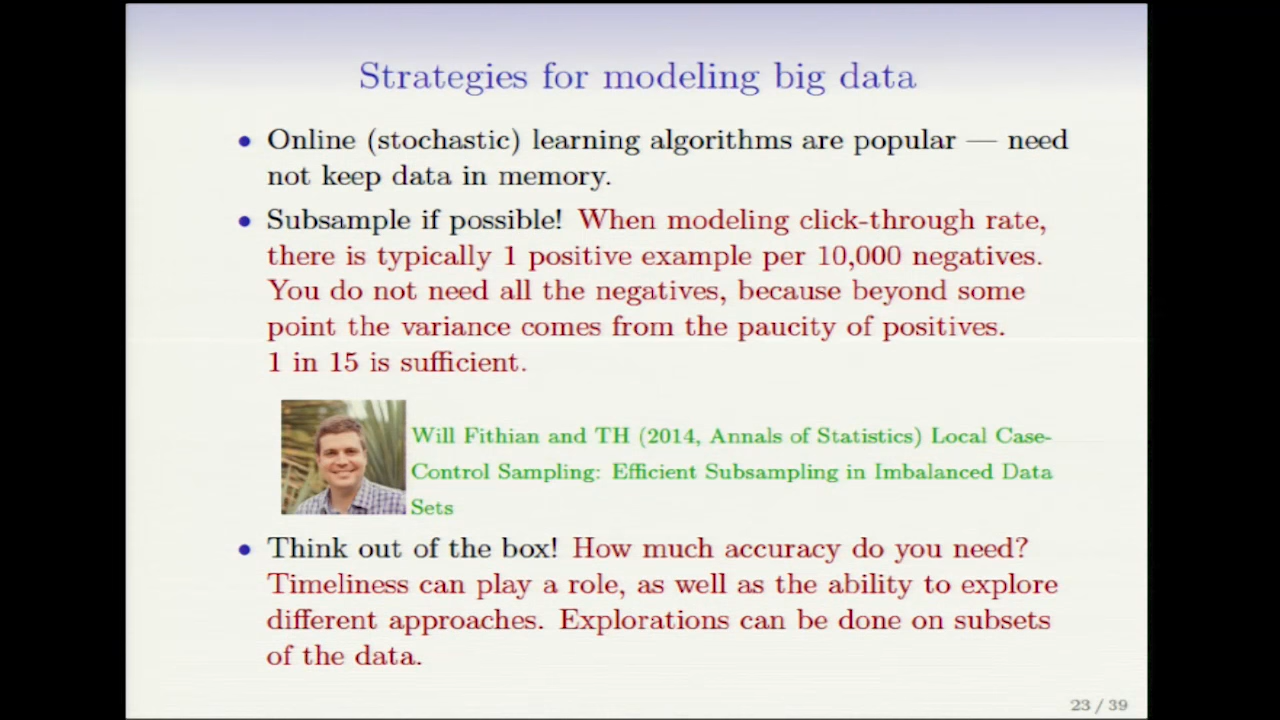 Strategies for modeling big data
• Online (stochastic) learning algorithms are popular — need
not keep data in memory.
• Subsample if possible! When modeling click-through rate,
there is typically 1 positive example per 10,000 negatives.
You do not need all the negatives, because beyond some
point the variance comes from the paucity of positives.
1 in 15 is sufficient.
Will Fithian and TH (2014, Annals of Statistics) Local Case-
Control Sampling: Efficient Subsampling in Imbalanced Data
Sets
• Think out of the box! How much accuracy do you need?
Timeliness can play a role, as well as the ability to explore
different approaches. Explorations can be done on subsets
of the data.
23 / 39